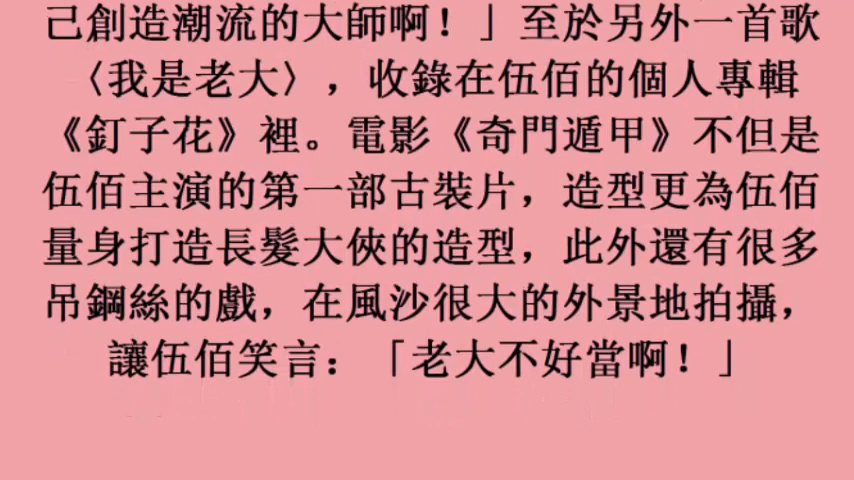 己創造潮流的大師啊！」至於另外一首歌
〈我是老大〉，收錄在伍佰的個人專輯
《釘子花》裡。電影《奇門遁甲》不但是
伍佰主演的第一部古裝片，造型更為伍佰
量身打造長髮大俠的造型，此外還有很多
吊鋼絲的戲，在風沙很大的外景地拍攝，
讓伍佰笑言：「老大不好當啊！」